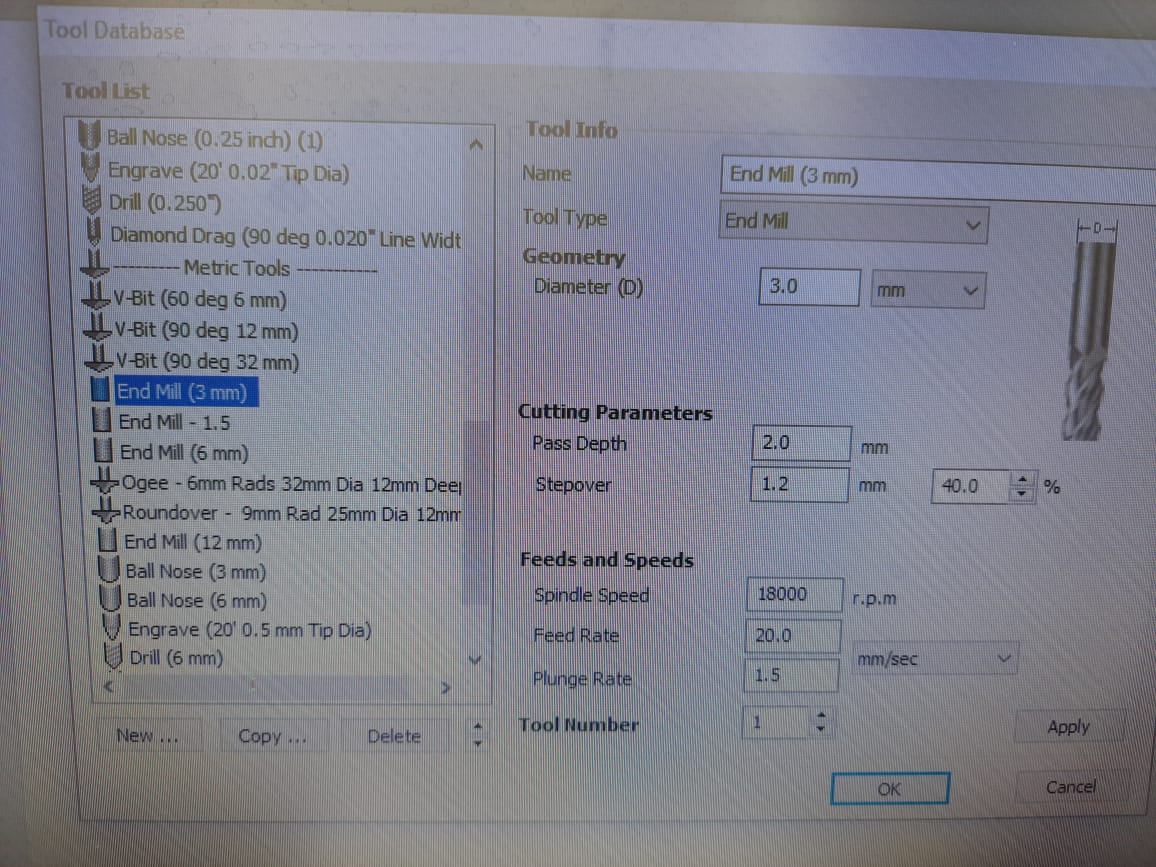 Tool Database
Tool List
Ball Nose (0.25 inch) (1)
Engrave (20' 0.02" Tip Dia)
Drill (0.250")
Diamond Drag (90 deg 0.020" Line Widt
--------- Metric Tools -----------
V-Bit (60 deg 6 mm)
V-Bit (90 deg 12 mm)
V-Bit (90 deg 32 mm)
End Mill (3 mm)
End Mill - 1.5
End Mill (6 mm)
Ogee - 6mm Rads 32mm Dia 12mm Deep
Roundover - 9mm Rad 25mm Dia 12mm
End Mill (12 mm)
Ball Nose (3 mm)
Ball Nose (6 mm)
Engrave (20' 0.5 mm Tip Dia)
Drill (6 mm)
New ... Copy ... Delete
Tool Info
Name End Mill (3 mm)
Tool Type End Mill
D
Geometry
Diameter (D) 3.0 mm
Cutting Parameters
Pass Depth 2.0 mm
Stepover 1.2 mm 40.0 %
Feeds and Speeds
Spindle Speed 18000 r.p.m
Feed Rate 20.0
mm/sec
Plunge Rate 1.5
Tool Number 1
Apply
OK Cancel